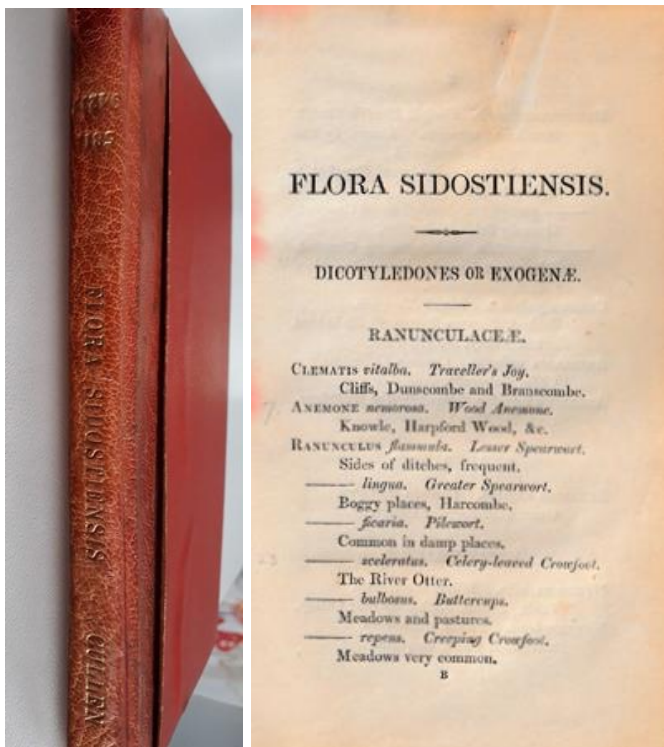 FLORA SIDOSTIENSIS CULLEN
FLORA SIDOSTIENSIS.
DICOTYLEDONES OR EXOGENÆ.
RANUNCULACEÆ.
CLEMATIS vitalba. Traveller's Joy.
Cliffs, Dunscombe and Branscombe.
7
ANEMONE nemorosa. Wood Anemone.
Knowle, Harpford Wood, &c.
RANUNCULUS flammula. Lesser Spearwort.
Sides of ditches, frequent.
——— lingua. Greater Spearwort.
Boggy places, Harcombe.
——— ficaria. Pilewort.
Common in damp places.
——— sceleratus. Celery-leaved Crowfoot.
The River Otter.
——— bulbosus. Buttercups.
Meadows and pastures.
——— repens. Creeping Crowfoot.
Meadows very common.
B